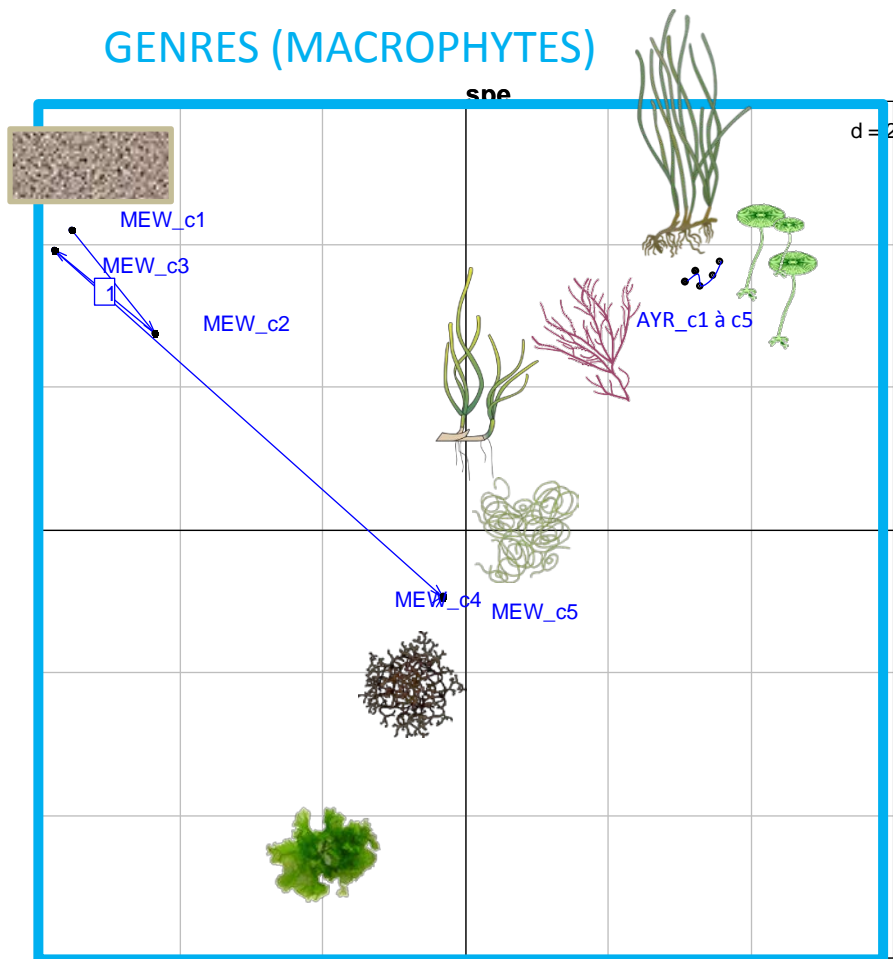 GENRES (MACROPHYTES)
spe
d = 2
MEW_c1
MEW_c3
1
MEW_c2
AYR_c1 à c5
MEW_c4
MEW_c5